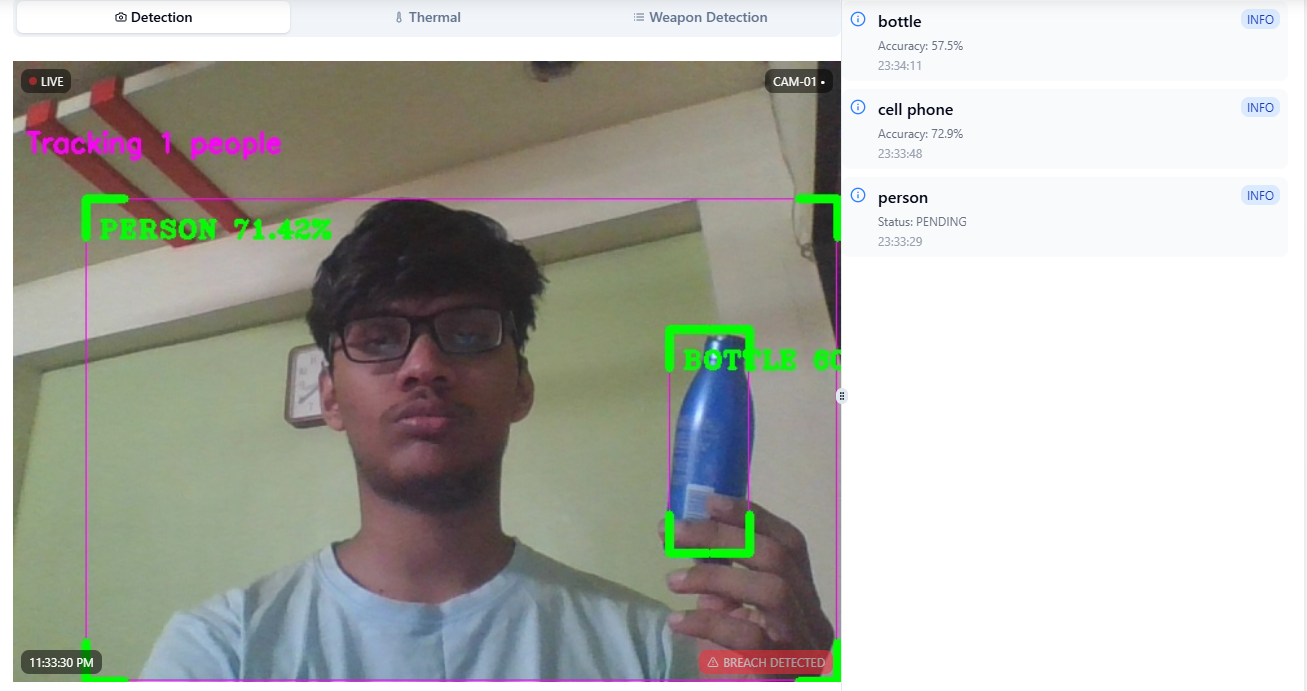 Detection
Thermal
Weapon Detection
LIVE
CAM-01
Tracking 1 people
PERSON 71.42%
BOTTLE 60
11:33:30 PM
BREACH DETECTED
bottle
INFO
Accuracy: 57.5%
23:34:11
cell phone
INFO
Accuracy: 72.9%
23:33:48
person
INFO
Status: PENDING
23:33:29